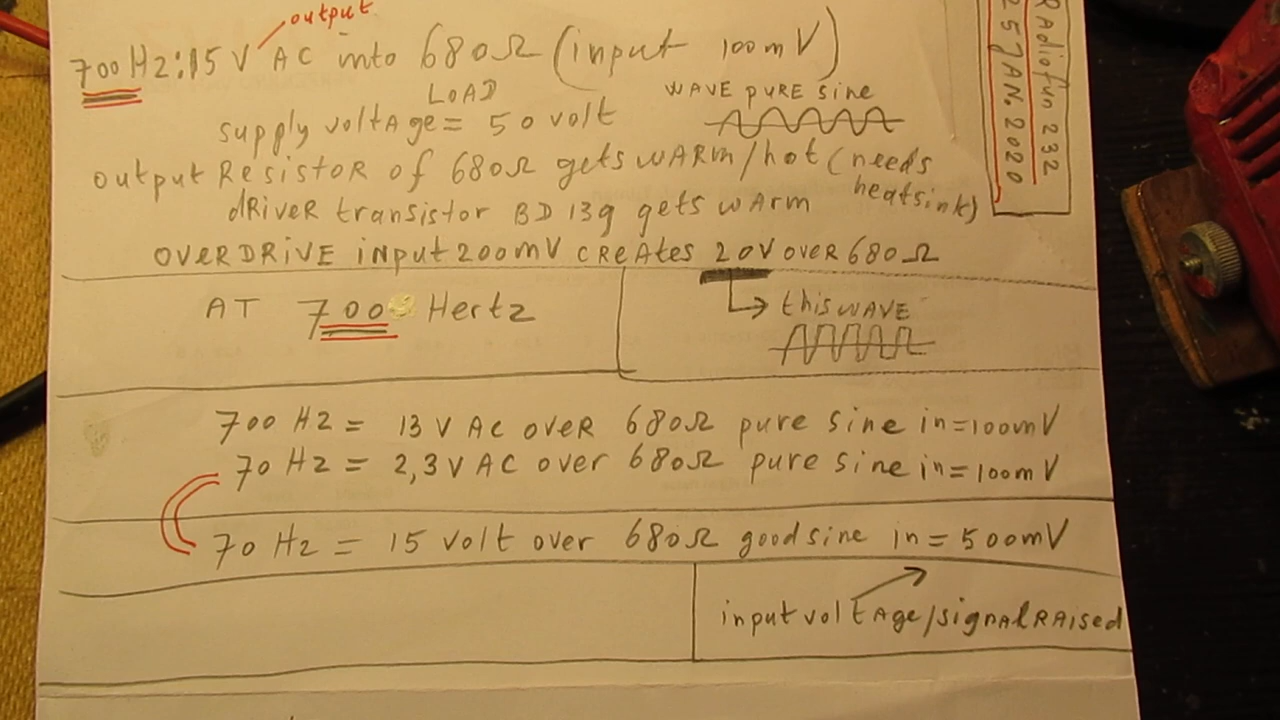 output
700 Hz: 15 V AC into 680Ω (input 100mV)
LOAD
WAVE PURE sine
supply voltAge = 50 volt
output Resistor of 680Ω gets WARM/hot (needs
heatsink)
dRiveR transistor BD 139 gets wArm
OVERDRIVE input 200mV CReAtes 20V over 680Ω
AT 700 Hertz
this WAVE
700 HZ = 13 V AC oveR 680Ω pure sine in=100mV
70 HZ = 2,3V AC over 680Ω pure sine in=100mV
70 Hz = 15 volt over 680Ω good sine in = 500mV
input voltAge/signal RAised
RAdiofun 232
25 JAN. 2020